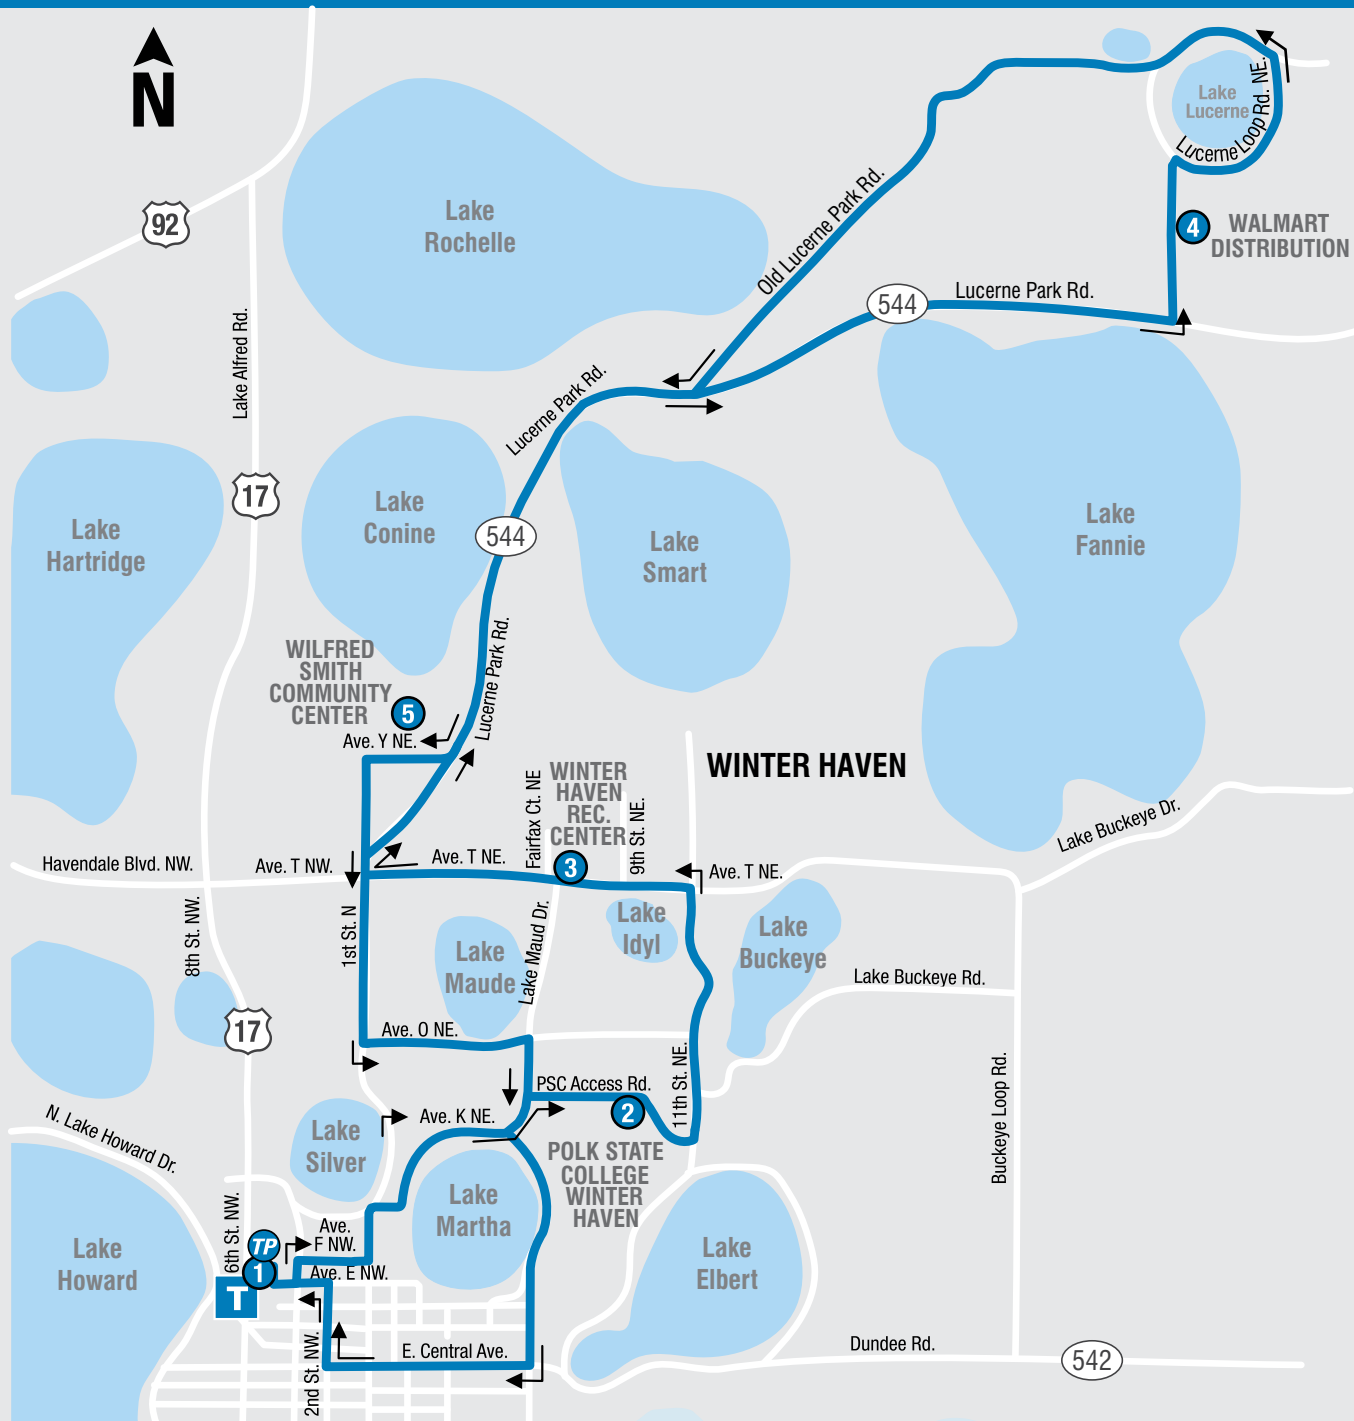 N
92
Lake
Rochelle
Lake
Lucerne
Lucerne Loop Rd. NE.
4
WALMART
DISTRIBUTION
Old Lucerne Park Rd.
544
Lucerne Park Rd.
Lake Alfred Rd.
Lucerne Park Rd.
17
Lake
Hartridge
Lake
Conine
544
Lake
Smart
Lake
Fannie
WILFRED
SMITH
COMMUNITY
CENTER
5
Lucerne Park Rd.
Ave. Y NE.
WINTER HAVEN
Fairfax Ct. NE
WINTER
HAVEN
REC.
CENTER
3
9th St. NE.
Lake Buckeye Dr.
Havendale Blvd. NW.
Ave. T NW.
Ave. T NE.
Ave. T NE.
8th St. NW.
1st St. N
Lake
Maude
Lake Maud Dr.
Lake
Idyl
Lake
Buckeye
Lake Buckeye Rd.
17
Ave. O NE.
11th St. NE.
PSC Access Rd.
2
Buckeye Loop Rd.
N. Lake Howard Dr.
Lake
Silver
Ave. K NE.
POLK STATE
COLLEGE
WINTER
HAVEN
Lake
Martha
6th St. NW.
Ave.
F NW.
TP
1
T
Ave. E NW.
Lake
Howard
Lake
Elbert
2nd St. NW.
E. Central Ave.
Dundee Rd.
542